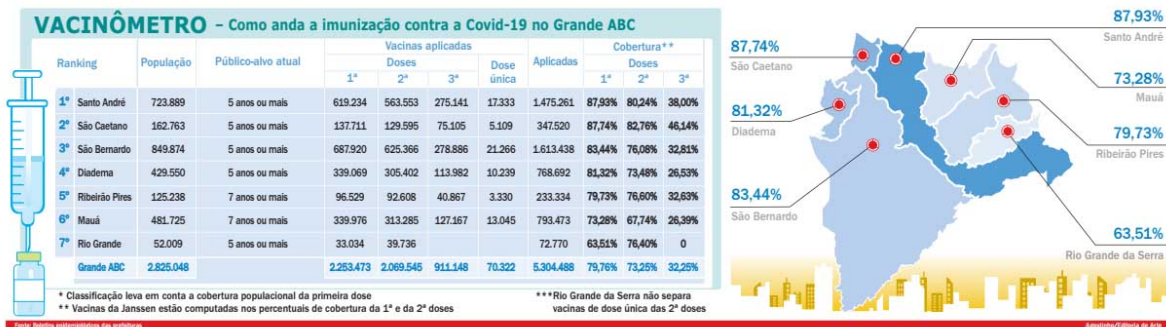 VACINÔMETRO – Como anda a imunização contra a Covid-19 no Grande ABC
Ranking População Público-alvo atual Vacinas aplicadas Aplicadas Cobertura**
Doses Dose única Doses
1ª 2ª 3ª 1ª 2ª 3ª
1º Santo André 723.889 5 anos ou mais 619.234 563.553 275.141 17.333 1.475.261 87,93% 80,24% 38,00%
2º São Caetano 162.763 5 anos ou mais 137.711 129.595 75.105 5.109 347.520 87,74% 82,76% 46,14%
3º São Bernardo 849.874 5 anos ou mais 687.920 625.366 278.886 21.266 1.613.438 83,44% 76,08% 32,81%
4º Diadema 429.550 5 anos ou mais 339.069 305.402 113.982 10.239 768.692 81,32% 73,48% 26,53%
5º Ribeirão Pires 125.238 7 anos ou mais 96.529 92.608 40.867 3.330 233.334 79,73% 76,60% 32,63%
6º Mauá 481.725 7 anos ou mais 339.976 313.285 127.167 13.045 793.473 73,28% 67,74% 26,39%
7º Rio Grande 52.009 5 anos ou mais 33.034 39.736 72.770 63,51% 76,40% 0
Grande ABC 2.825.048 2.253.473 2.069.545 911.148 70.322 5.304.488 79,76% 73,25% 32,25%
* Classificação leva em conta a cobertura populacional da primeira dose
** Vacinas da Janssen estão computadas nos percentuais de cobertura da 1ª e da 2ª doses
***Rio Grande da Serra não separa
vacinas de dose única das 2ª doses
87,74%
São Caetano
81,32%
Diadema
83,44%
São Bernardo
87,93%
Santo André
73,28%
Mauá
79,73%
Ribeirão Pires
63,51%
Rio Grande da Serra
Fonte: Boletins epidemiológicos das prefeituras
Agostinho/Editoria de Arte